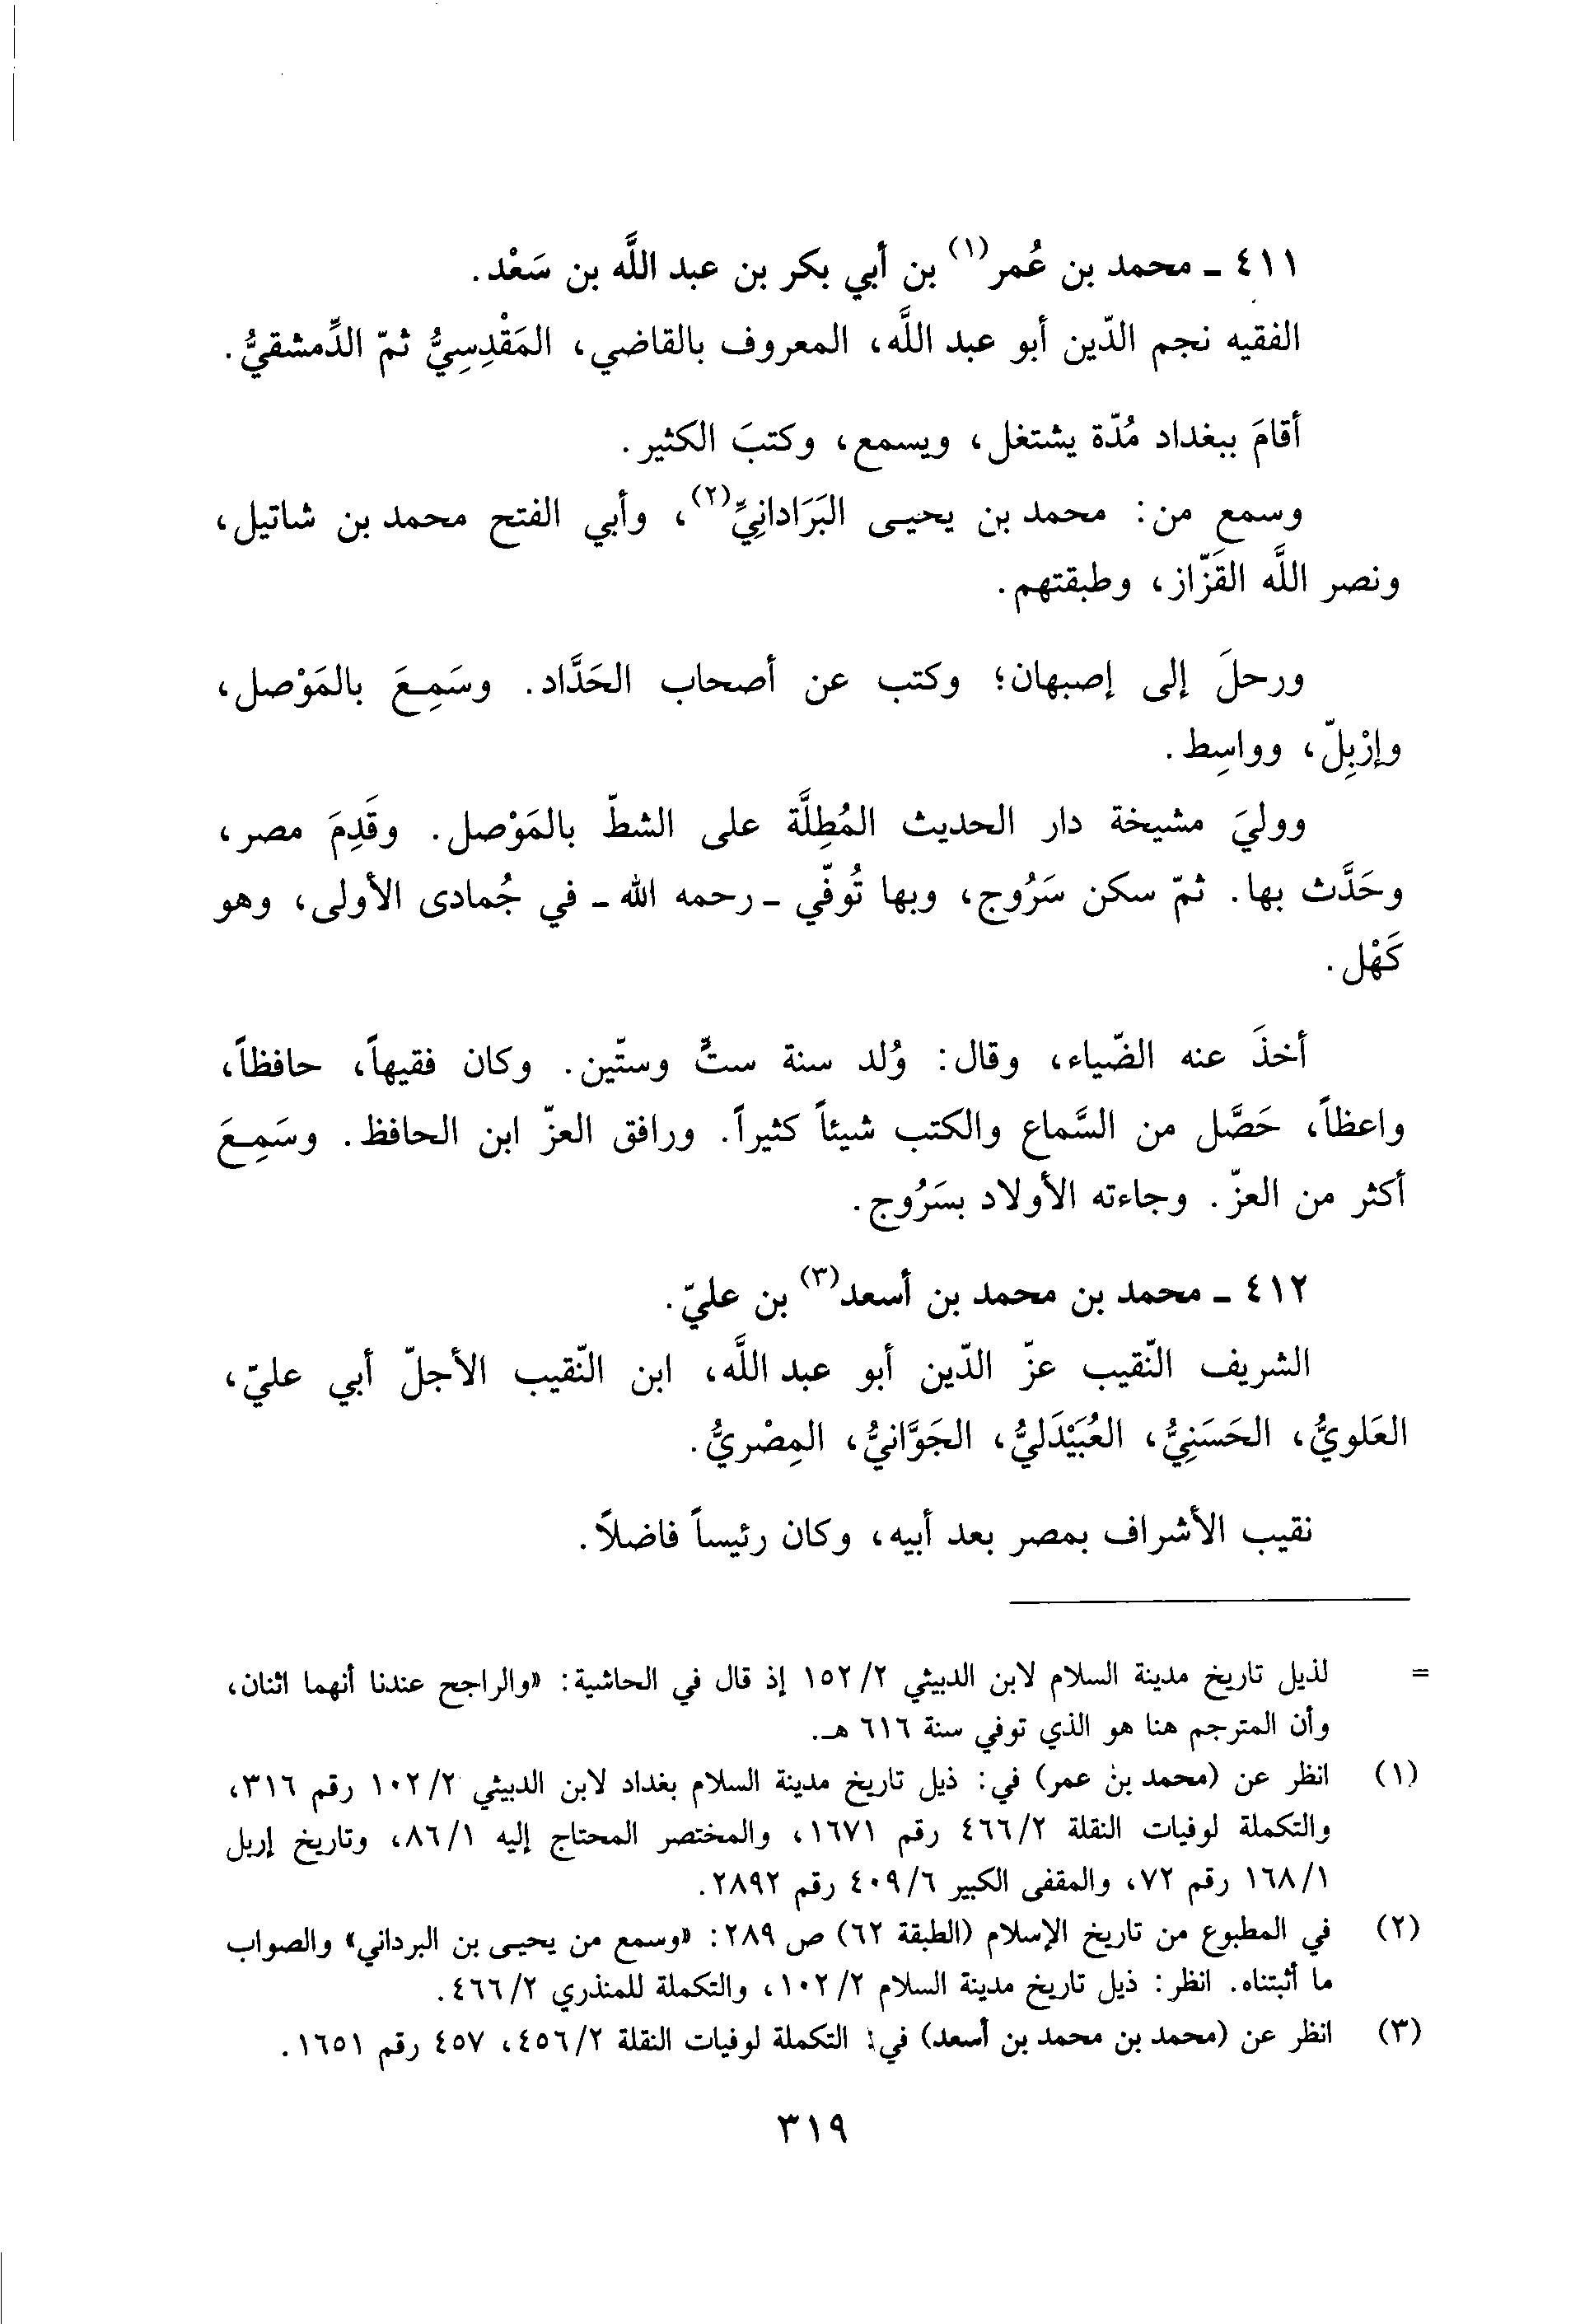 ٤١١ ـ محمد بن عُمر(١) بن أبي بكر بن عبد اللَّه بن سَعْد.
الفقيه نجم الدّين أبو عبد اللَّه، المعروف بالقاضي، المَقْدِسِيُّ ثمّ الدِّمشقيُّ.
أقامَ ببغداد مُدّة يشتغل، ويسمع، وكتبَ الكثير.
وسمع من: محمد بن يحيـى البَرَادانِيِّ(٢)، وأبي الفتح محمد بن شاتيل،
ونصر اللَّه القَزّاز، وطبقتهم.
ورحلَ إلى إصبهان؛ وكتب عن أصحاب الحَدَّاد. وسَمِـعَ بالمَوْصل،
وإرْبِلّ، وواسِط.
ووليَ مشيخة دار الحديث المُطِلَّة على الشطّ بالمَوْصل. وقَدِمَ مصر،
وحَدَّث بها. ثمّ سكن سَرُوج، وبها تُوفّي ـ رحمه الله ـ في جُمادى الأولى، وهو
كَهْل.
أخذَ عنه الضّياء، وقال: وُلد سنة ستٍّ وستّين. وكان فقيهاً، حافظاً،
واعظاً، حَصَّل من السَّماع والكتب شيئاً كثيراً. ورافق العزّ ابن الحافظ. وسَمِـعَ
أكثر من العزّ. وجاءته الأولاد بسَرُوج.
٤١٢ ـ محمد بن محمد بن أسعد(٣) بن عليّ.
الشريف النّقيب عزّ الدّين أبو عبد اللَّه، ابن النّقيب الأجلّ أبي عليّ،
العَلويُّ، الحَسَنِيُّ، العُبَيْدَليُّ، الجَوَّانيُّ، المِصْريُّ.
نقيب الأشراف بمصر بعد أبيه، وكان رئيساً فاضلاً.
= لذيل تاريخ مدينة السلام لابن الدبيثي ١٥٢/٢ إذ قال في الحاشية: «والراجح عندنا أنهما اثنان،
وأن المترجم هنا هو الذي توفي سنة ٦١٦ هـ.
(١) انظر عن (محمد بن عمر) في: ذيل تاريخ مدينة السلام بغداد لابن الدبيثي ١٠٢/٢ رقم ٣١٦،
والتكملة لوفيات النقلة ٤٦٦/٢ رقم ١٦٧١، والمختصر المحتاج إليه ٨٦/١، وتاريخ إربل
١٦٨/١ رقم ٧٢، والمقفى الكبير ٤٠٩/٦ رقم ٢٨٩٢.
(٢) في المطبوع من تاريخ الإسلام (الطبقة ٦٢) ص ٢٨٩: «وسمع من يحيـى بن البرداني» والصواب
ما أثبتناه. انظر: ذيل تاريخ مدينة السلام ١٠٢/٢، والتكملة للمنذري ٤٦٦/٢.
(٣) انظر عن (محمد بن محمد بن أسعد) في: التكملة لوفيات النقلة ٤٥٦/٢، ٤٥٧ رقم ١٦٥١.
٣١٩